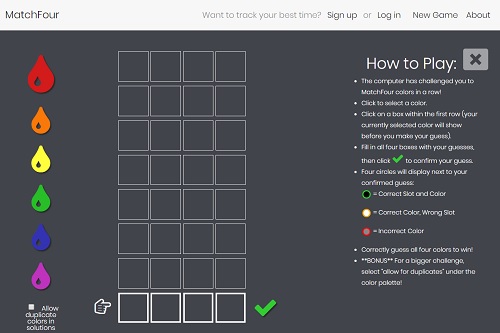 MatchFour
Want to track your best time? Sign up or Log in New Game About
How to Play:
The computer has challenged you to
MatchFour colors in a row!
Click to select a color.
Click on a box within the first row (your
currently selected color will show
before you make your guess).
Fill in all four boxes with your guesses,
then click to confirm your guess.
Four circles will display next to your
confirmed guess:
= Correct Slot and Color
= Correct Color, Wrong Slot
= Incorrect Color
Correctly guess all four colors to win!
**BONUS** For a bigger challenge,
select "allow for duplicates" under the
color palette!
Allow
duplicate
colors in
solutions